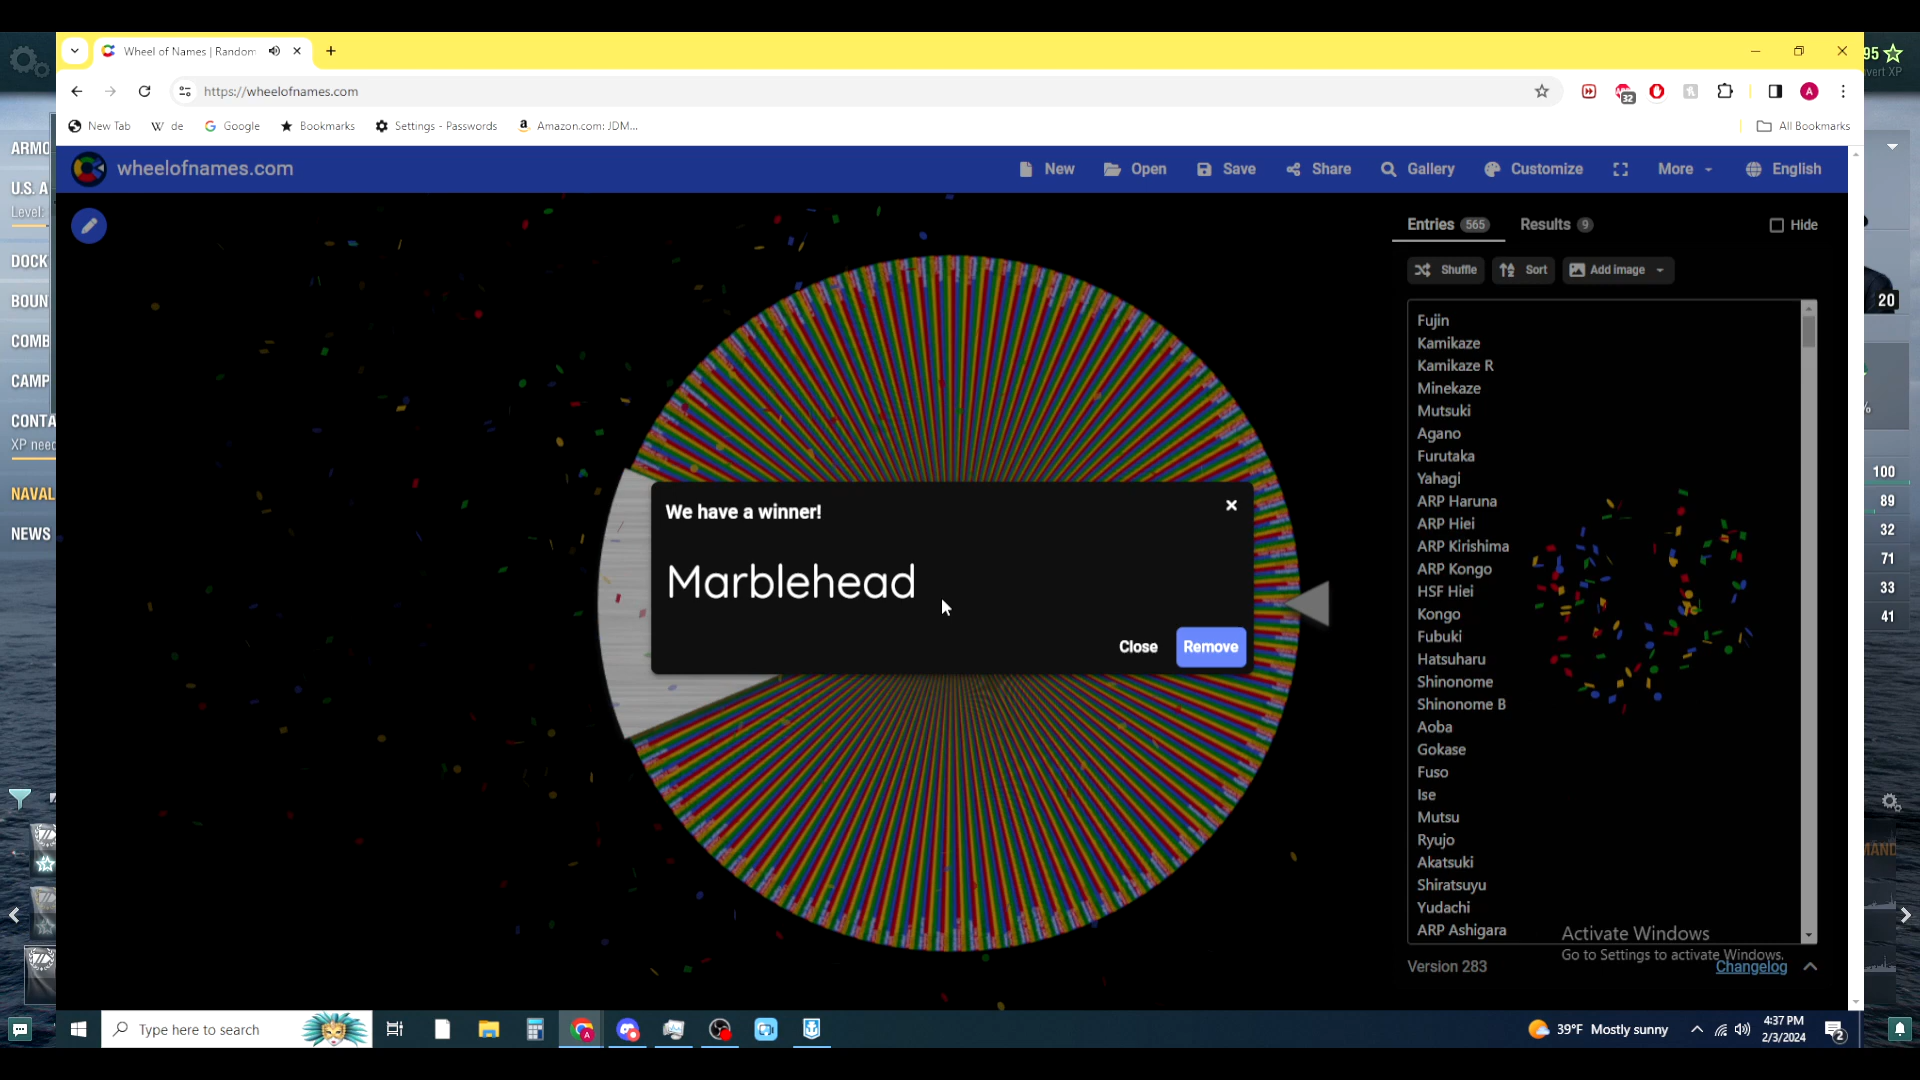 Wheel of Names | Random
https://wheelofnames.com
32
A
New Tab
W de
Google
Bookmarks
Settings - Passwords
Amazon.com: JDM...
All Bookmarks
95
vert XP
ARMO
U.S. A
Level:
DOCK
BOUN
COMB
CAMP
CONTA
XP need
NAVAL
NEWS
wheelofnames.com
New
Open
Save
Share
Gallery
Customize
More
English
Entries 565
Results 9
Hide
Shuffle
Sort
Add image
Fujin
Kamikaze
Kamikaze R
Minekaze
Mutsuki
Agano
Furutaka
Yahagi
ARP Haruna
ARP Hiei
ARP Kirishima
ARP Kongo
HSF Hiei
Kongo
Fubuki
Hatsuharu
Shinonome
Shinonome B
Aoba
Gokase
Fuso
Ise
Mutsu
Ryujo
Akatsuki
Shiratsuyu
Yudachi
ARP Ashigara
We have a winner!
Marblehead
Close
Remove
20
%
100
89
32
71
33
41
MAND
Activate Windows
Go to Settings to activate Windows.
Version 283
Changelog
Type here to search
39°F Mostly sunny
4:37 PM
2/3/2024
2